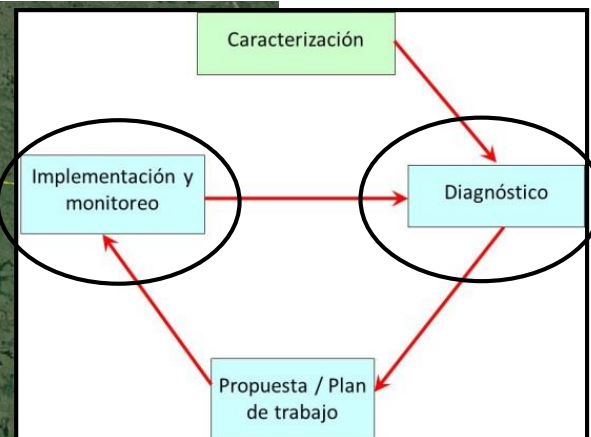 Caracterización
Implementación y
monitoreo
Diagnóstico
Propuesta / Plan
de trabajo